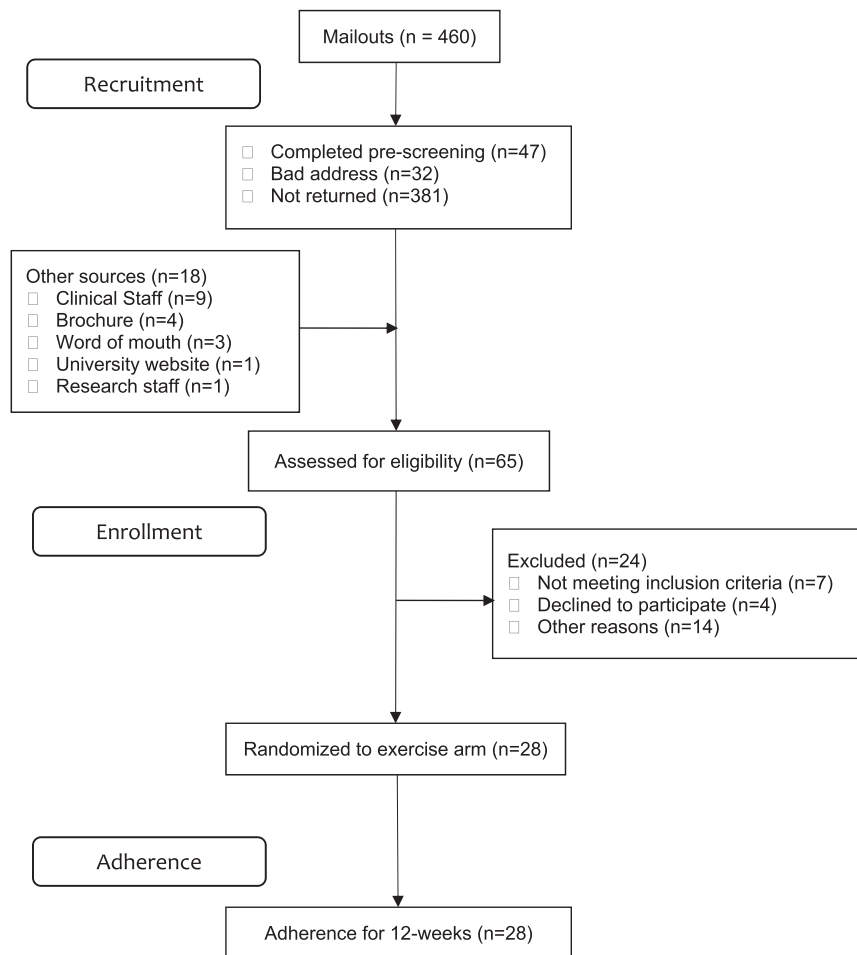 Mailouts (n = 460)
Recruitment
Completed pre-screening (n=47)
Bad address (n=32)
Not returned (n=381)
Other sources (n=18)
Clinical Staff (n=9)
Brochure (n=4)
Word of mouth (n=3)
University website (n=1)
Research staff (n=1)
Assessed for eligibility (n=65)
Enrollment
Excluded (n=24)
Not meeting inclusion criteria (n=7)
Declined to participate (n=4)
Other reasons (n=14)
Randomized to exercise arm (n=28)
Adherence
Adherence for 12-weeks (n=28)